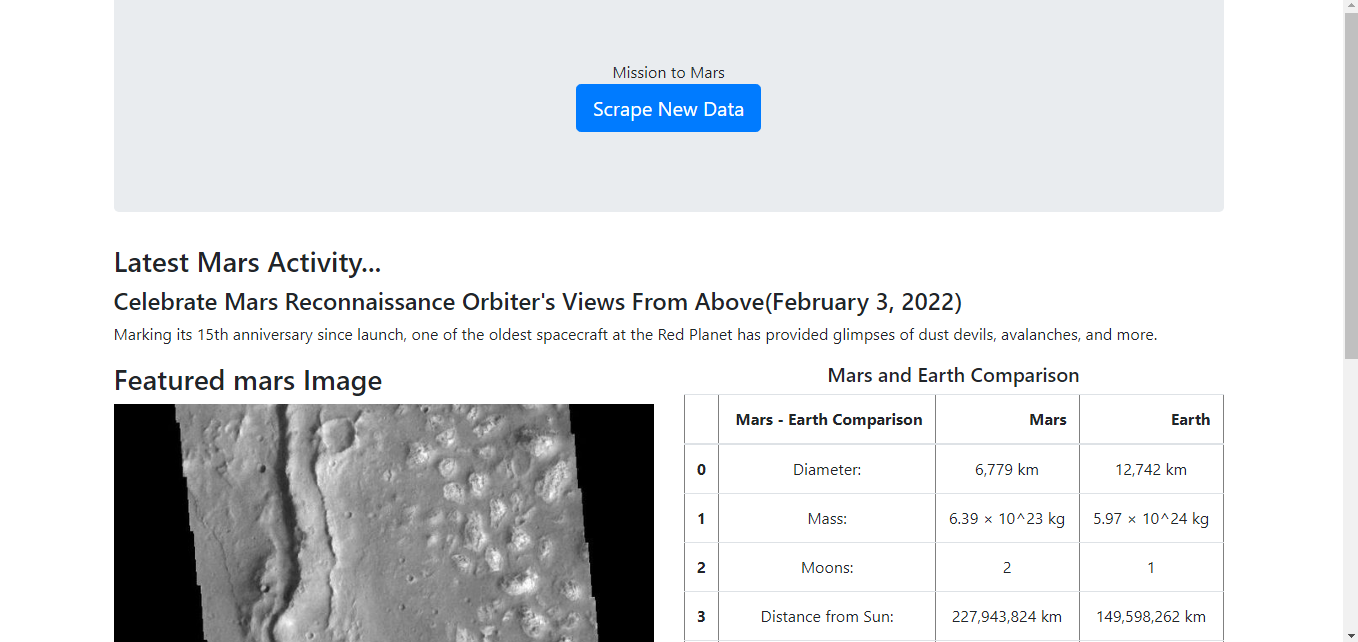 Mission to Mars
Scrape New Data
Latest Mars Activity...
Celebrate Mars Reconnaissance Orbiter's Views From Above(February 3, 2022)
Marking its 15th anniversary since launch, one of the oldest spacecraft at the Red Planet has provided glimpses of dust devils, avalanches, and more.
Featured mars Image
Mars and Earth Comparison
Mars - Earth Comparison Mars Earth
0 Diameter: 6,779 km 12,742 km
1 Mass: 6.39 × 10^23 kg 5.97 × 10^24 kg
2 Moons: 2 1
3 Distance from Sun: 227,943,824 km 149,598,262 km